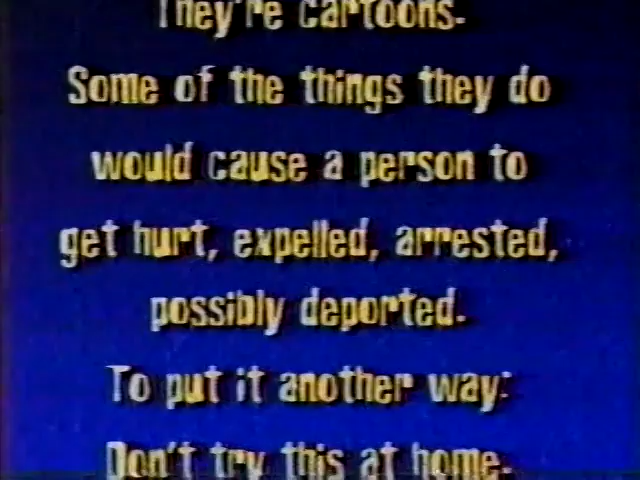 They're cartoons.
Some of the things they do
would cause a person to
get hurt, expelled, arrested,
possibly deported.
To put it another way:
Don't try this at home.